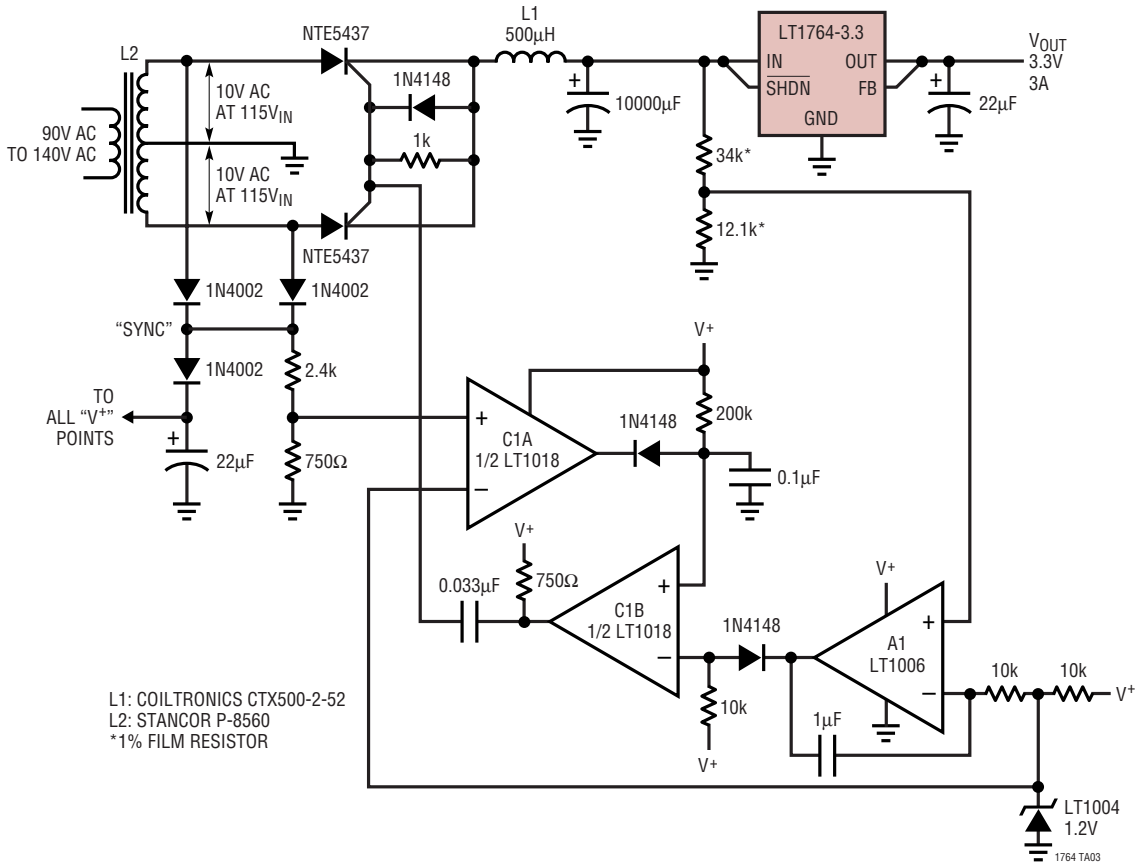 L1
500µH
NTE5437
L2
LT1764-3.3
IN
OUT
SHDN
FB
GND
VOUT
3.3V
3A
1N4148
10V AC
AT 115VIN
+
10000µF
+
22µF
90V AC
TO 140V AC
1k
34k*
10V AC
AT 115VIN
12.1k*
NTE5437
1N4002
1N4002
“SYNC”
V+
1N4002
2.4k
TO
ALL “V+”
POINTS
+
22µF
750Ω
+
C1A
1/2 LT1018
–
1N4148
200k
0.1µF
V+
750Ω
0.033µF
+
C1B
1/2 LT1018
–
1N4148
V+
+
A1
LT1006
–
10k
10k
V+
10k
V+
1µF
L1: COILTRONICS CTX500-2-52
L2: STANCOR P-8560
*1% FILM RESISTOR
LT1004
1.2V
1764 TA03